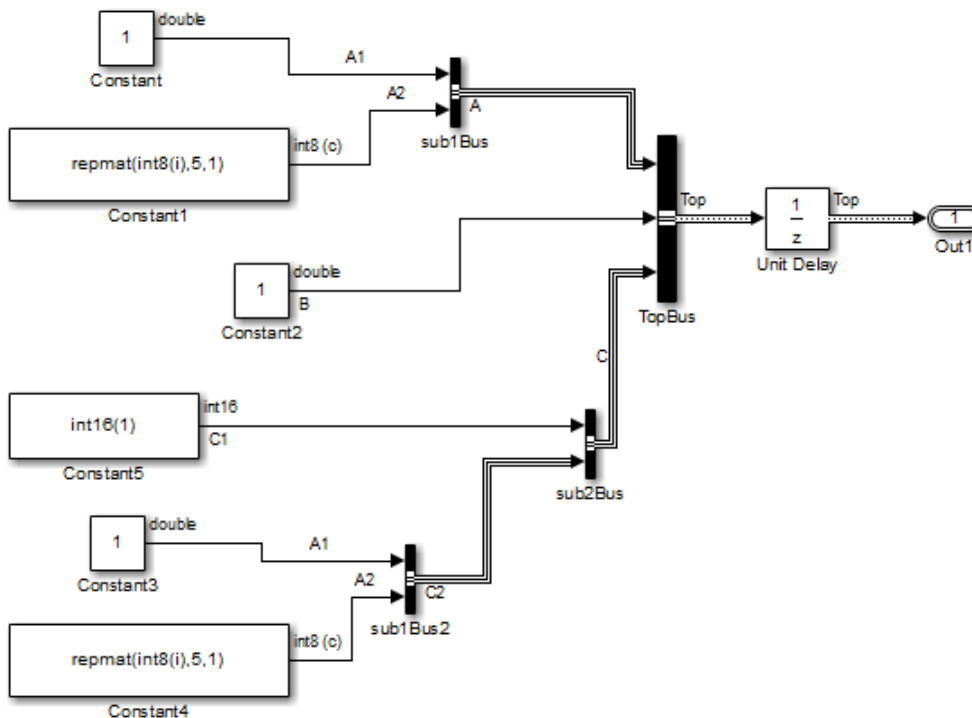 double
1
Constant
A1
A2
A
sub1Bus
repmat(int8(i),5,1)
int8 (c)
Constant1
Top
1
z
Unit Delay
Top
1
Out1
TopBus
double
1
B
Constant2
C
int16(1)
int16
C1
Constant5
sub2Bus
double
1
Constant3
A1
A2
C2
sub1Bus2
repmat(int8(i),5,1)
int8 (c)
Constant4